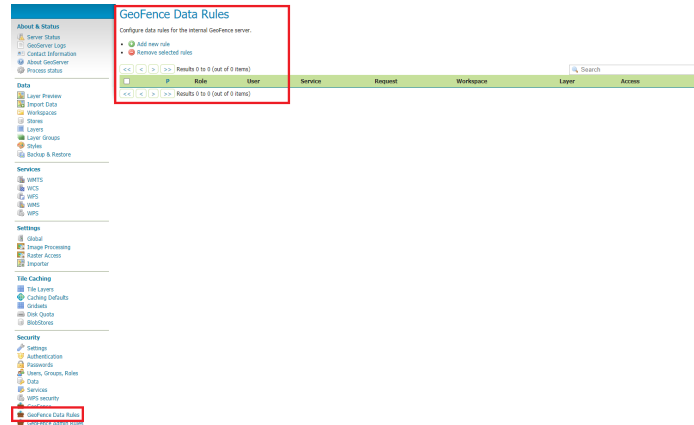 About & Status
Server Status
GeoServer Logs
Contact Information
About GeoServer
Process status
Data
Layer Preview
Import Data
Workspaces
Stores
Layers
Layer Groups
Styles
Backup & Restore
Services
WMTS
WCS
WFS
WMS
WPS
Settings
Global
Image Processing
Raster Access
Importer
Tile Caching
Tile Layers
Caching Defaults
Gridsets
Disk Quota
BlobStores
Security
Settings
Authentication
Passwords
Users, Groups, Roles
Data
Services
WPS security
GeoFence
GeoFence Data Rules
GeoFence Admin Rules
GeoFence Data Rules
Configure data rules for the internal GeoFence server.
Add new rule
Remove selected rules
<< < > >> Results 0 to 0 (out of 0 items) Search
P Role User Service Request Workspace Layer Access
<< < > >> Results 0 to 0 (out of 0 items)